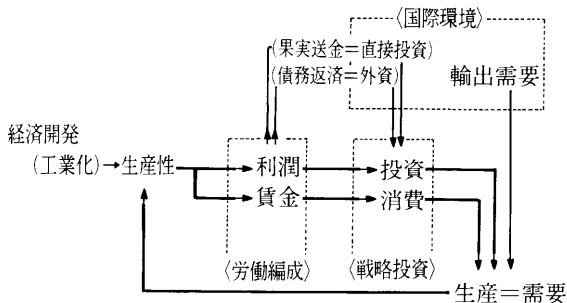 〈国際環境〉
(果実送金＝直接投資)
(債務返済＝外資)
輸出需要
経済開発
(工業化)→生産性
利潤
投資
賃金
消費
〈労働編成〉
〈戦略投資〉
生産＝需要